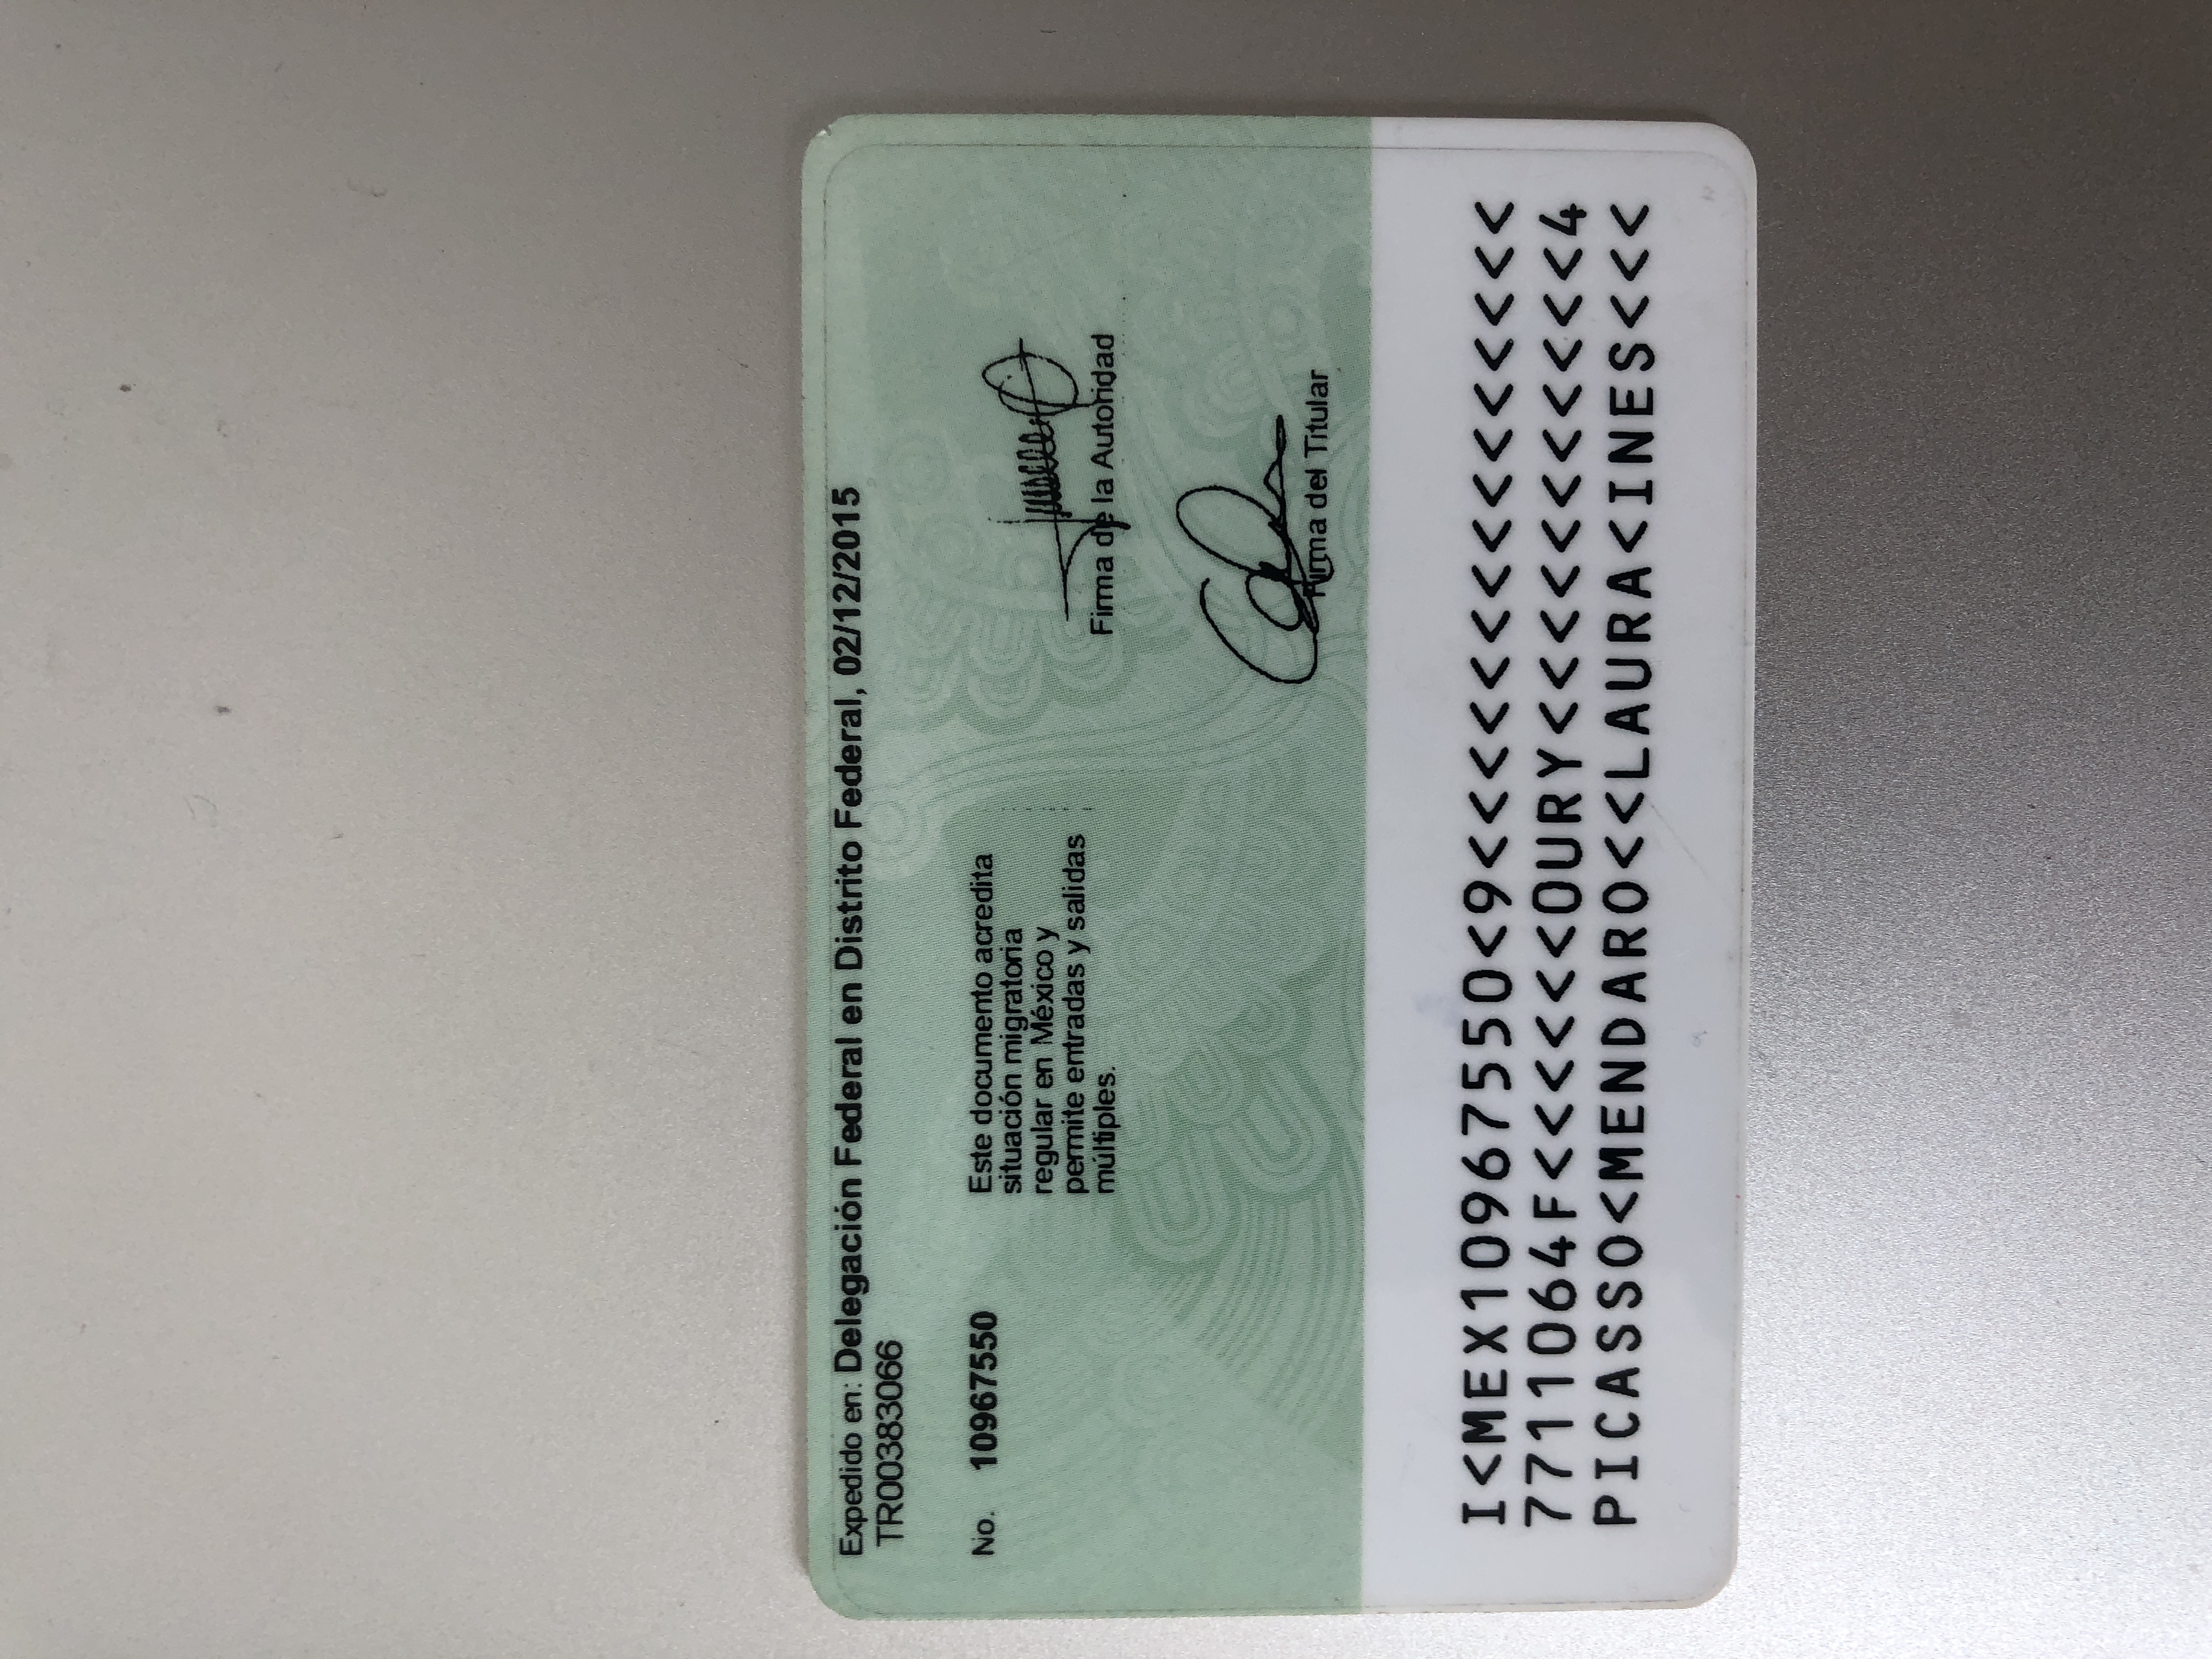 Expedido en: Delegación Federal en Distrito Federal, 02/12/2015
TR00383066
No. 10967550
Este documento acredita
situación migratoria
regular en México y
permite entradas y salidas
múltiples.
Firma de la Autoridad
Firma del Titular
I<MEX10967550<9<<<<<<<<<<<<<<<
7711064F<<<<<<OURY<<<<<<<<<<<4
PICASSO<MENDARO<<LAURA<INES<<<